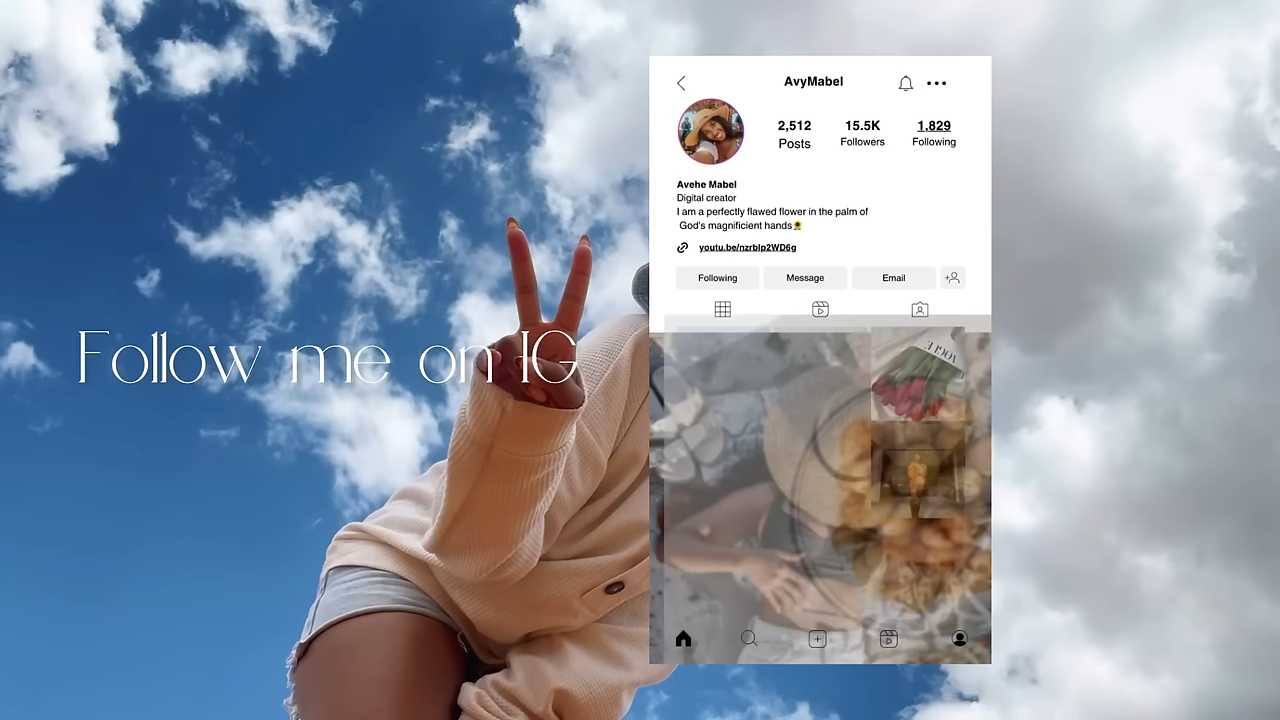 Follow me on IG
AvyMabel
2,512
Posts
15.5K
Followers
1,829
Following
Avehe Mabel
Digital creator
I am a perfectly flawed flower in the palm of
God's magnificient hands🌻
youtu.be/nzrblp2WD6g
Following
Message
Email
VOGUE